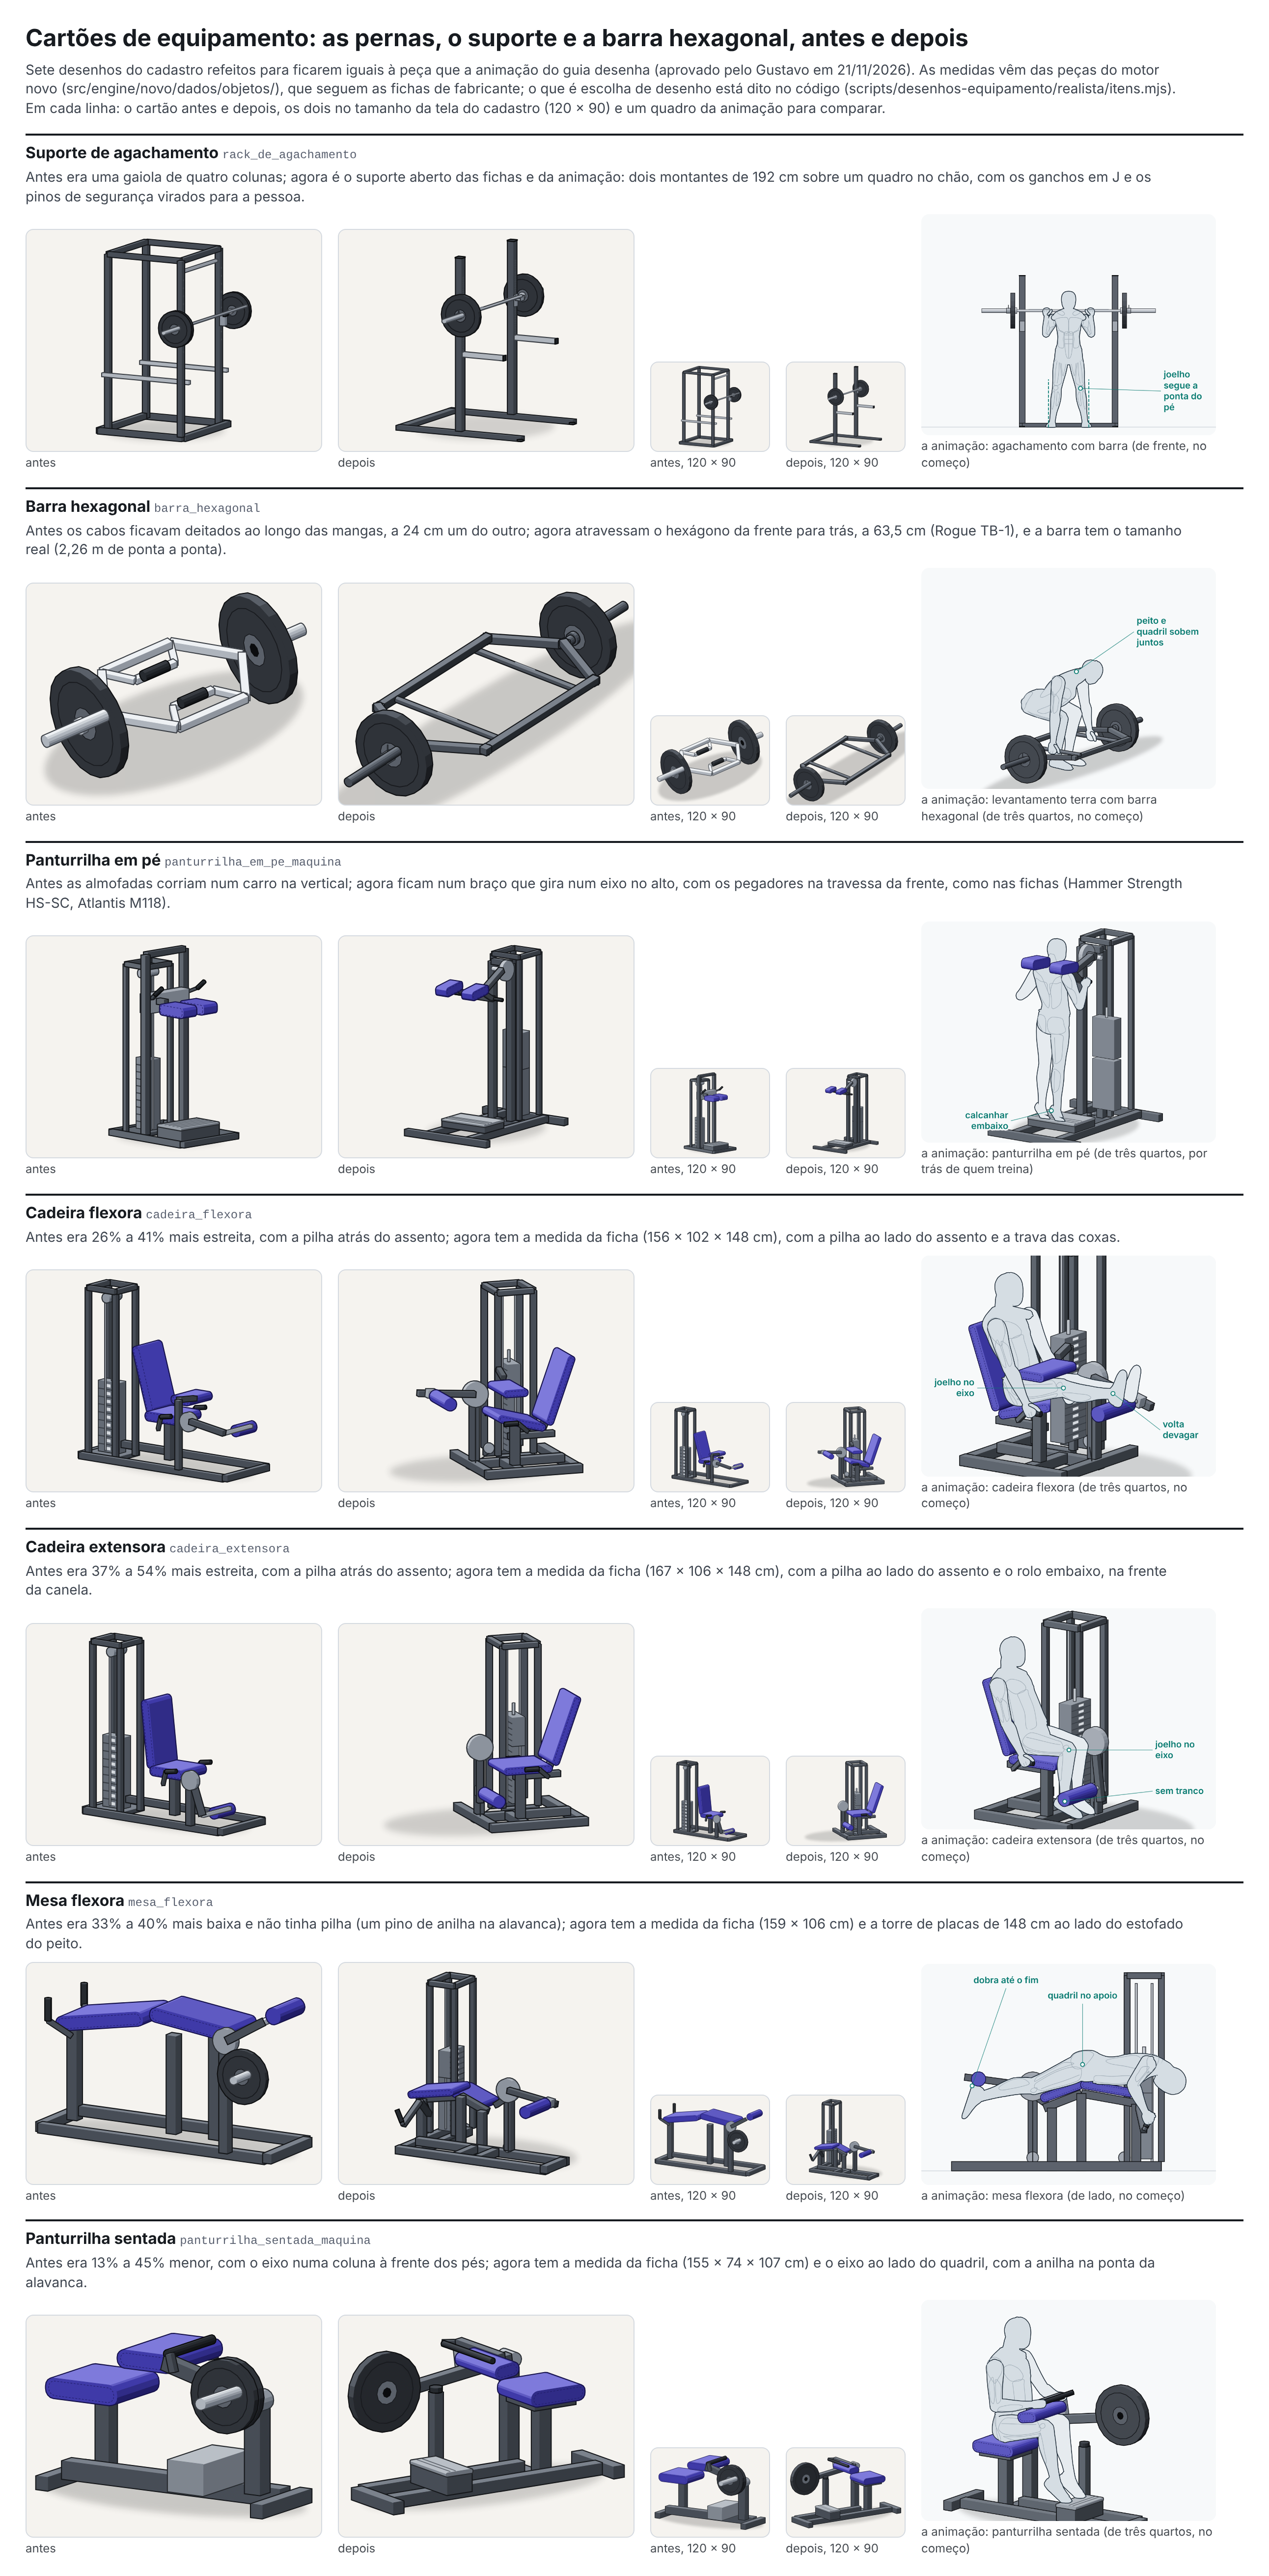 Cartões de equipamento: as pernas, o suporte e a barra hexagonal, antes e depois
Sete desenhos do cadastro refeitos para ficarem iguais à peça que a animação do guia desenha (aprovado pelo Gustavo em 21/11/2026). As medidas vêm das peças do motor
novo (src/engine/novo/dados/objetos/), que seguem as fichas de fabricante; o que é escolha de desenho está dito no código (scripts/desenhos-equipamento/realista/itens.mjs).
Em cada linha: o cartão antes e depois, os dois no tamanho da tela do cadastro (120 × 90) e um quadro da animação para comparar.
Suporte de agachamento rack_de_agachamento
Antes era uma gaiola de quatro colunas; agora é o suporte aberto das fichas e da animação: dois montantes de 192 cm sobre um quadro no chão, com os ganchos em J e os
pinos de segurança virados para a pessoa.
joelho
segue a
ponta do
pé
antes
depois
antes, 120 × 90
depois, 120 × 90
a animação: agachamento com barra (de frente, no
começo)
Barra hexagonal barra_hexagonal
Antes os cabos ficavam deitados ao longo das mangas, a 24 cm um do outro; agora atravessam o hexágono da frente para trás, a 63,5 cm (Rogue TB-1), e a barra tem o tamanho
real (2,26 m de ponta a ponta).
peito e
quadril sobem
juntos
antes
depois
antes, 120 × 90
depois, 120 × 90
a animação: levantamento terra com barra
hexagonal (de três quartos, no começo)
Panturrilha em pé panturrilha_em_pe_maquina
Antes as almofadas corriam num carro na vertical; agora ficam num braço que gira num eixo no alto, com os pegadores na travessa da frente, como nas fichas (Hammer Strength
HS-SC, Atlantis M118).
calcanhar
embaixo
antes
depois
antes, 120 × 90
depois, 120 × 90
a animação: panturrilha em pé (de três quartos, por
trás de quem treina)
Cadeira flexora cadeira_flexora
Antes era 26% a 41% mais estreita, com a pilha atrás do assento; agora tem a medida da ficha (156 × 102 × 148 cm), com a pilha ao lado do assento e a trava das coxas.
joelho no
eixo
volta
devagar
antes
depois
antes, 120 × 90
depois, 120 × 90
a animação: cadeira flexora (de três quartos, no
começo)
Cadeira extensora cadeira_extensora
Antes era 37% a 54% mais estreita, com a pilha atrás do assento; agora tem a medida da ficha (167 × 106 × 148 cm), com a pilha ao lado do assento e o rolo embaixo, na frente
da canela.
joelho no
eixo
sem tranco
antes
depois
antes, 120 × 90
depois, 120 × 90
a animação: cadeira extensora (de três quartos, no
começo)
Mesa flexora mesa_flexora
Antes era 33% a 40% mais baixa e não tinha pilha (um pino de anilha na alavanca); agora tem a medida da ficha (159 × 106 cm) e a torre de placas de 148 cm ao lado do estofado
do peito.
dobra até o fim
quadril no apoio
antes
depois
antes, 120 × 90
depois, 120 × 90
a animação: mesa flexora (de lado, no começo)
Panturrilha sentada panturrilha_sentada_maquina
Antes era 13% a 45% menor, com o eixo numa coluna à frente dos pés; agora tem a medida da ficha (155 × 74 × 107 cm) e o eixo ao lado do quadril, com a anilha na ponta da
alavanca.
antes
depois
antes, 120 × 90
depois, 120 × 90
a animação: panturrilha sentada (de três quartos, no
começo)